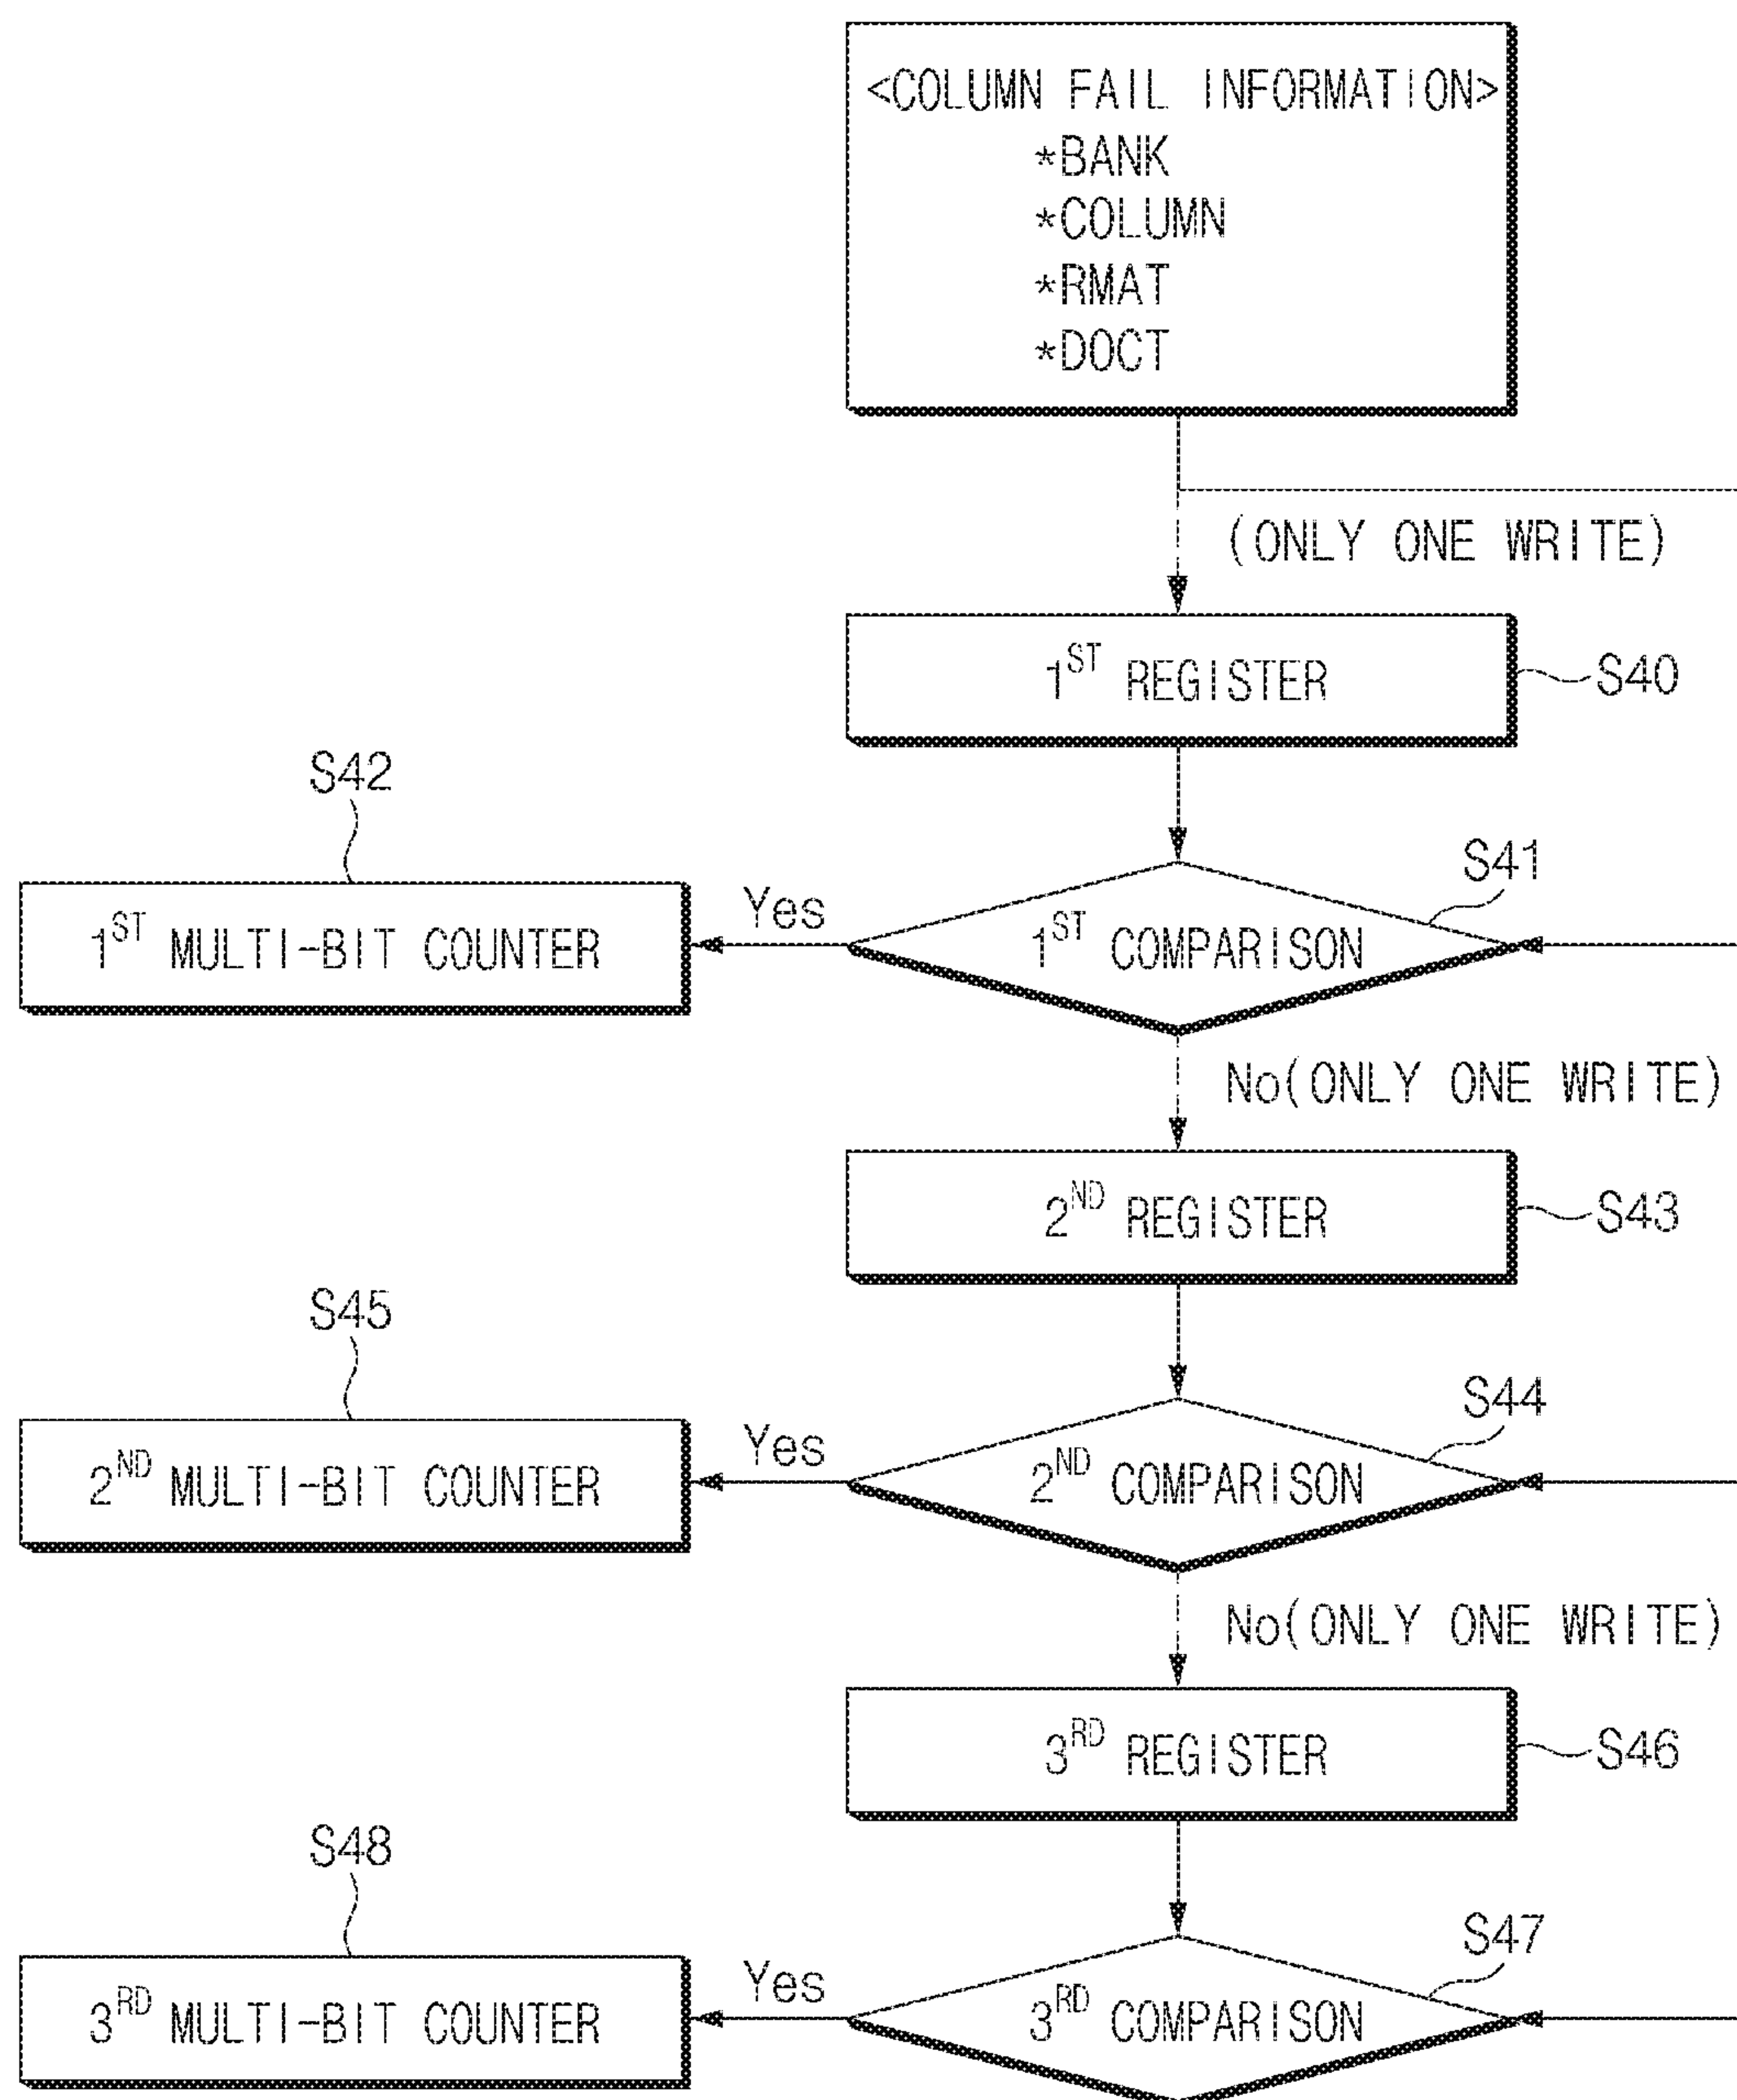 <COLUMN FAIL INFORMATION>
*BANK
*COLUMN
*RMAT
*DOCT
(ONLY ONE WRITE)
1ST REGISTER
S40
S42
S41
1ST MULTI-BIT COUNTER
Yes
1ST COMPARISON
No(ONLY ONE WRITE)
2ND REGISTER
S43
S45
S44
2ND MULTI-BIT COUNTER
Yes
2ND COMPARISON
No(ONLY ONE WRITE)
3RD REGISTER
S46
S48
S47
3RD MULTI-BIT COUNTER
Yes
3RD COMPARISON